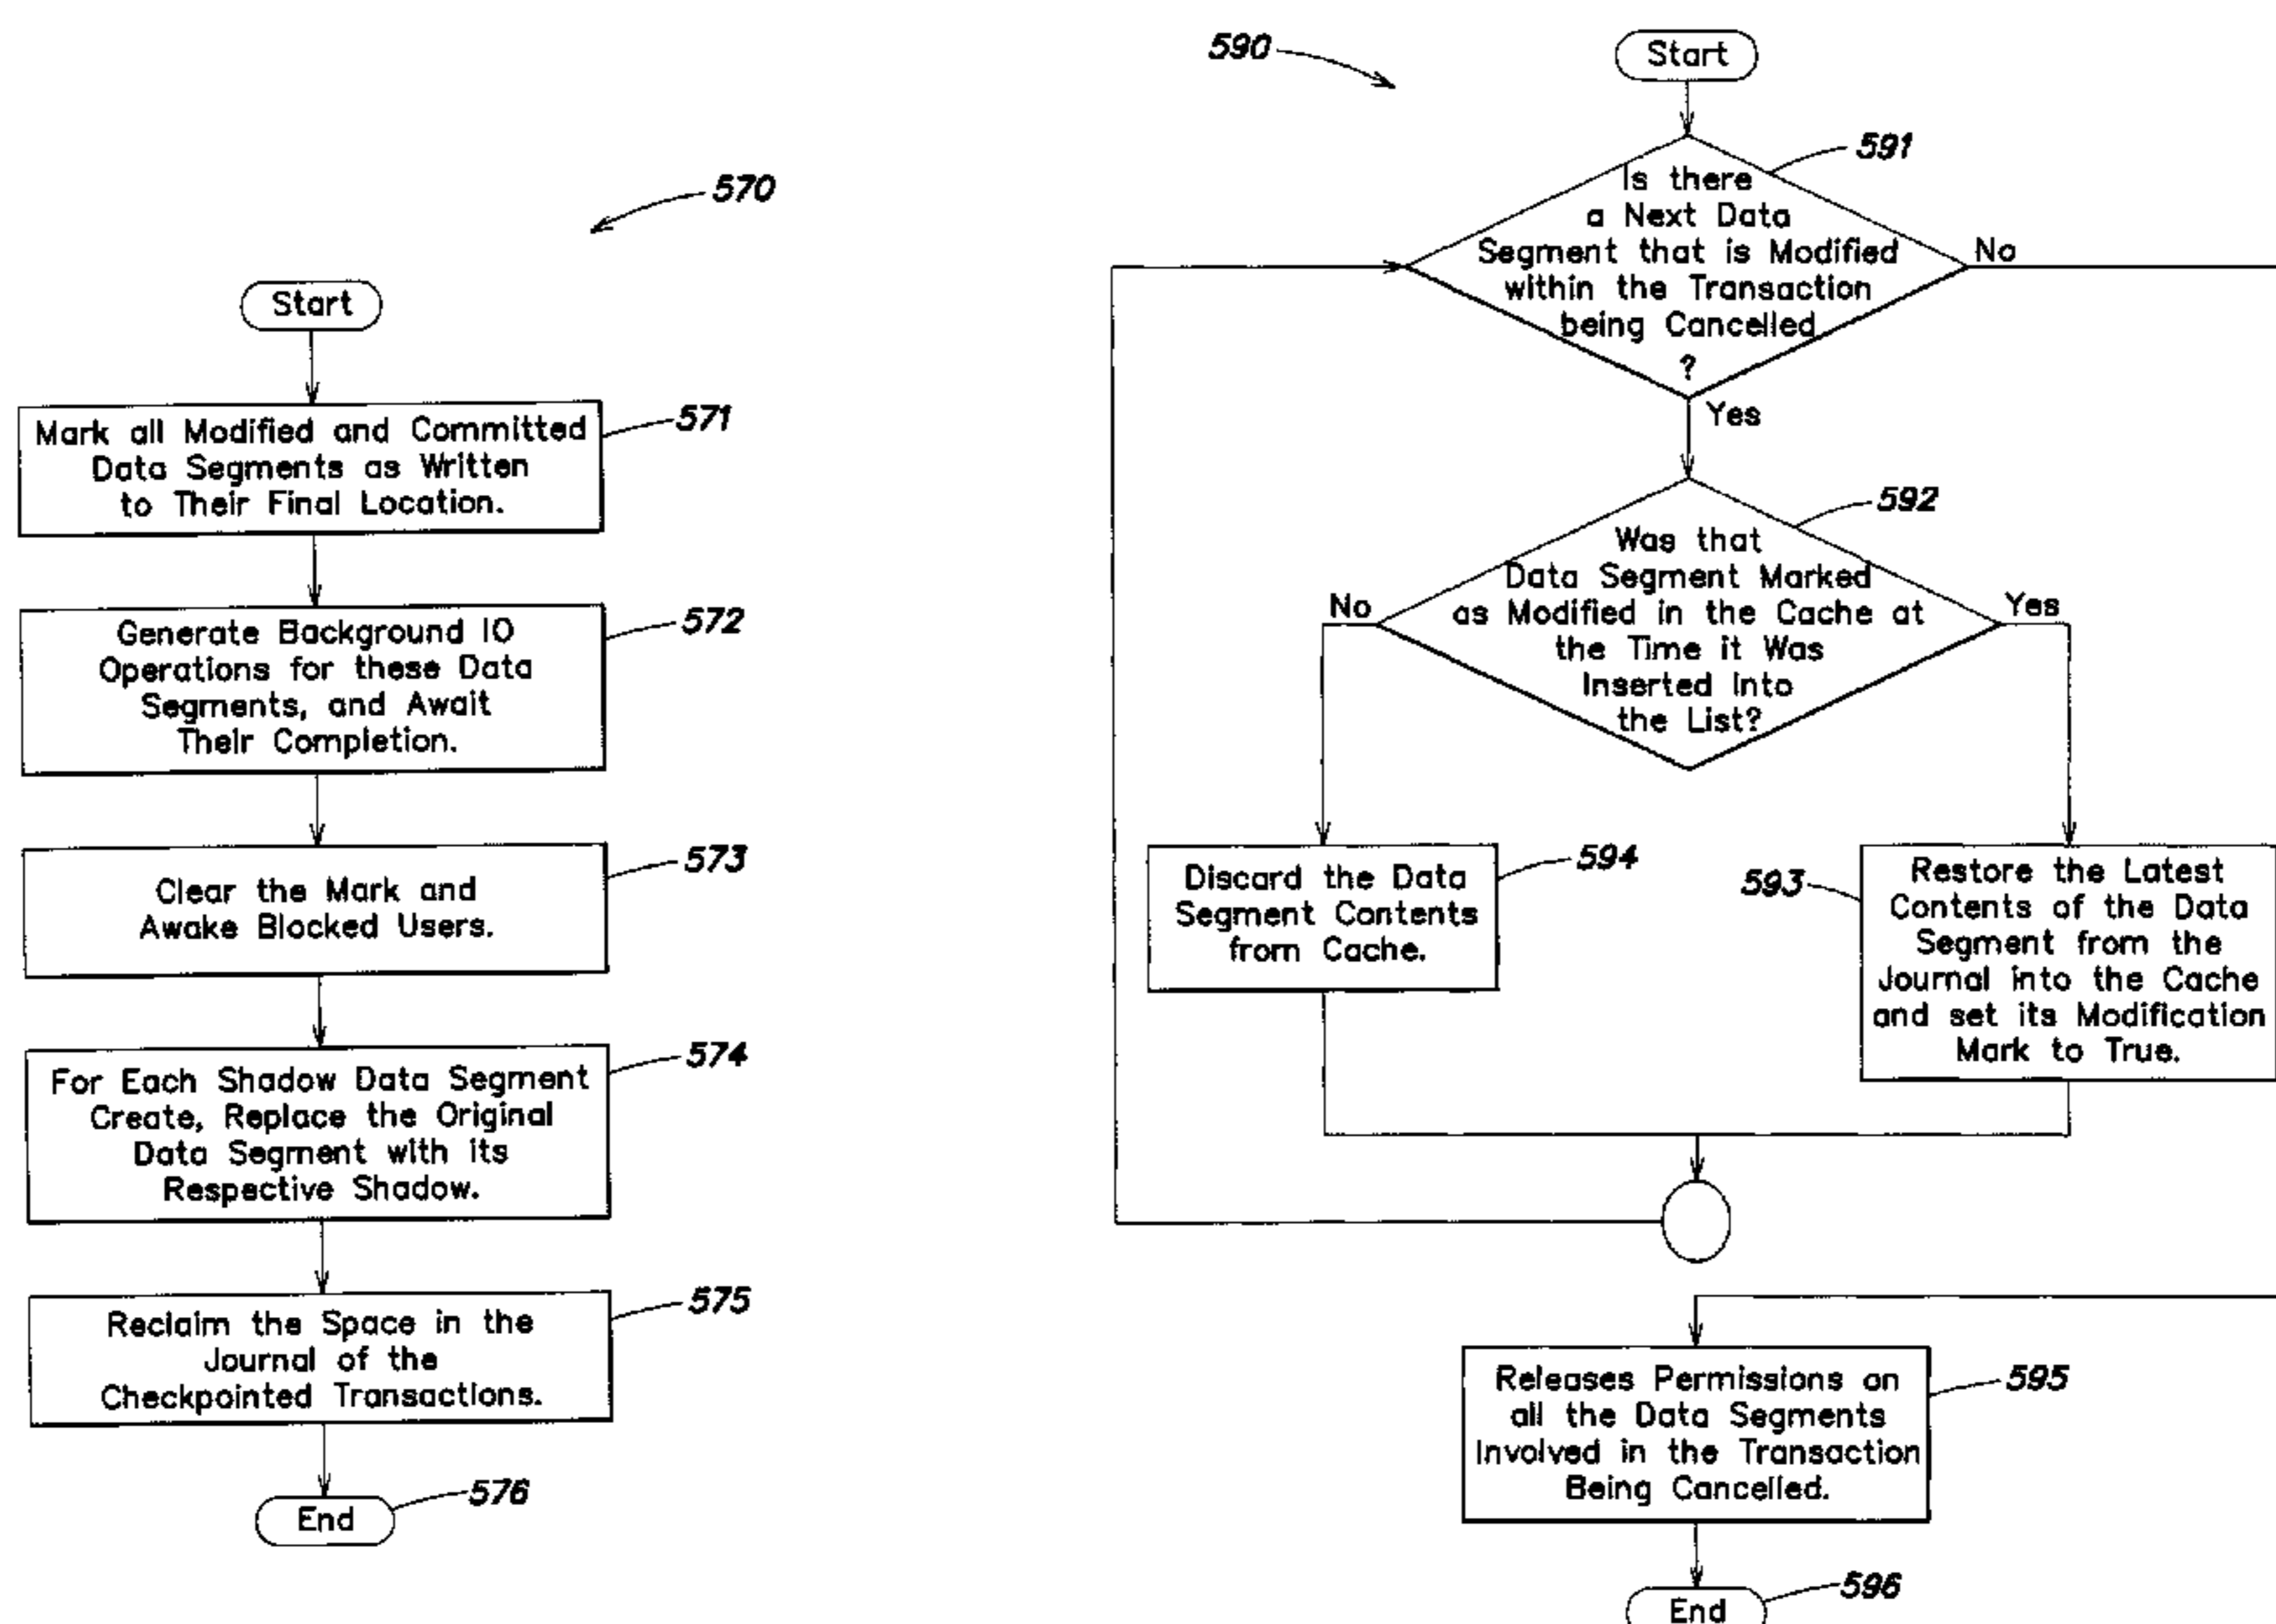 570
Start
Mark all Modified and Committed
Data Segments as Written
to Their Final Location.
571
Generate Background IO
Operations for these Data
Segments, and Await
Their Completion.
572
Clear the Mark and
Awake Blocked Users.
573
For Each Shadow Data Segment
Create, Replace the Original
Data Segment with its
Respective Shadow.
574
Reclaim the Space in the
Journal of the
Checkpointed Transactions.
575
End
576
590
Start
591
Is there
a Next Data
Segment that is Modified
within the Transaction
being Cancelled
?
No
Yes
592
Was that
Data Segment Marked
as Modified in the Cache at
the Time it Was
Inserted into
the List?
No
Yes
Discard the Data
Segment Contents
from Cache.
594
593
Restore the Latest
Contents of the Data
Segment from the
Journal into the Cache
and set its Modification
Mark to True.
Releases Permissions on
all the Data Segments
Involved in the Transaction
Being Cancelled.
595
End
596